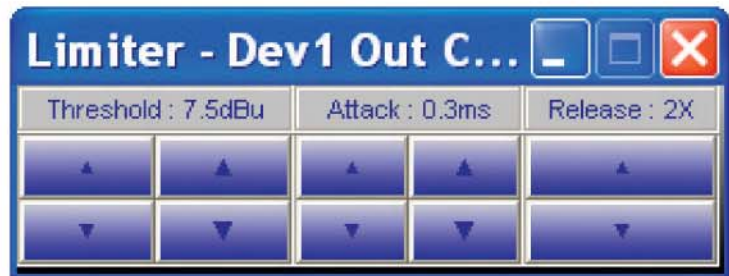 Limiter - Dev1 Out C...
Threshold : 7.5dBu Attack : 0.3ms Release : 2X